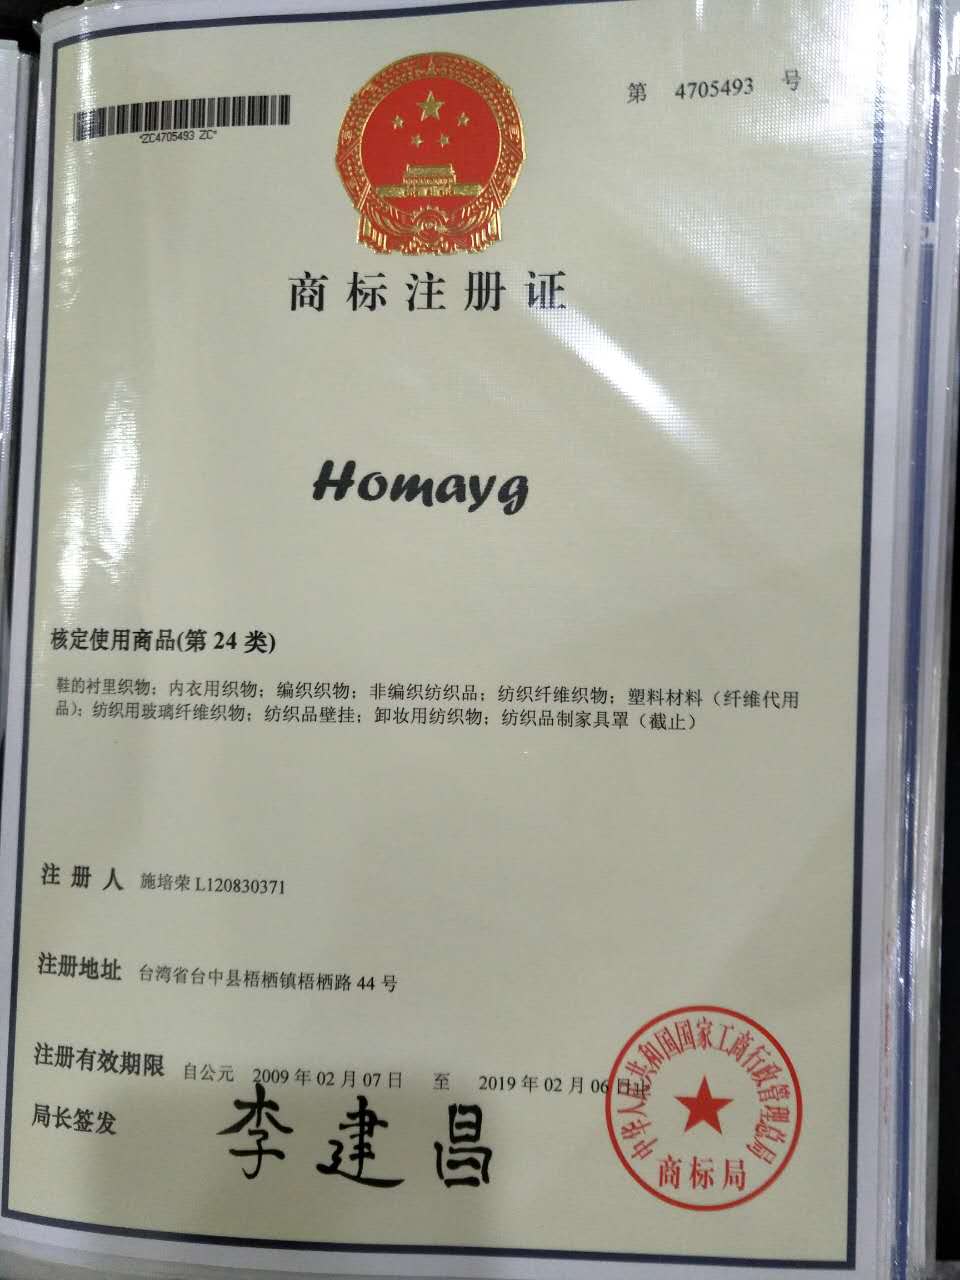 第 4705493 号
*ZC4705493 ZC*
商标注册证
Homayg
核定使用商品(第 24 类)
鞋的衬里织物；内衣用织物；编织织物；非编织纺织品；纺织纤维织物；塑料材料（纤维代用
品）；纺织用玻璃纤维织物；纺织品壁挂；卸妆用纺织物；纺织品制家具罩（截止）
注册人 施培荣 L120830371
注册地址 台湾省台中县梧栖镇梧栖路 44 号
注册有效期限 自公元 2009 年 02 月 07 日 至 2019 年 02 月 06 日止
局长签发 李建昌
中华人民共和国国家工商行政管理总局
商标局